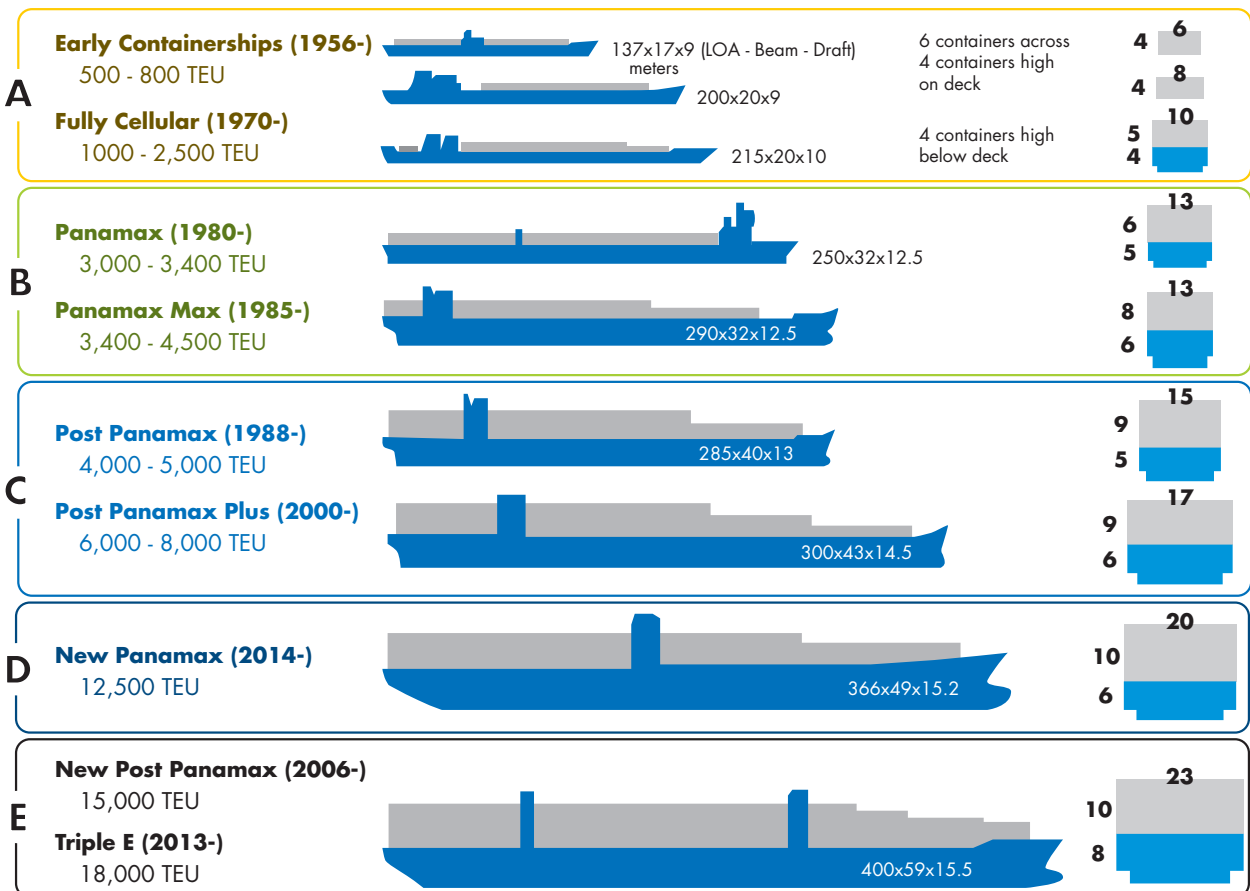 A
Early Containerships (1956-)
500 - 800 TEU
137x17x9 (LOA - Beam - Draft)
meters
200x20x9
6 containers across
4 containers high
on deck
6
4
8
4
Fully Cellular (1970-)
1000 - 2,500 TEU
215x20x10
4 containers high
below deck
10
5
4
B
Panamax (1980-)
3,000 - 3,400 TEU
250x32x12.5
13
6
5
Panamax Max (1985-)
3,400 - 4,500 TEU
290x32x12.5
13
8
6
C
Post Panamax (1988-)
4,000 - 5,000 TEU
285x40x13
15
9
5
Post Panamax Plus (2000-)
6,000 - 8,000 TEU
300x43x14.5
17
9
6
D
New Panamax (2014-)
12,500 TEU
366x49x15.2
20
10
6
E
New Post Panamax (2006-)
15,000 TEU
Triple E (2013-)
18,000 TEU
400x59x15.5
23
10
8